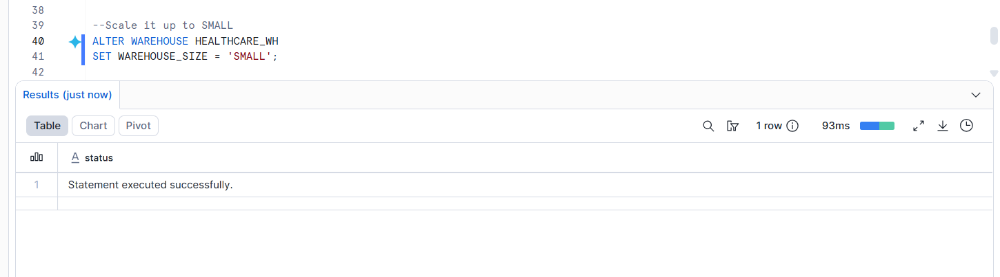 38
39 --Scale it up to SMALL
40 ALTER WAREHOUSE HEALTHCARE_WH
41 SET WAREHOUSE_SIZE = 'SMALL';
42
Results (just now)
Table Chart Pivot 1 row 93ms
A status
1 Statement executed successfully.